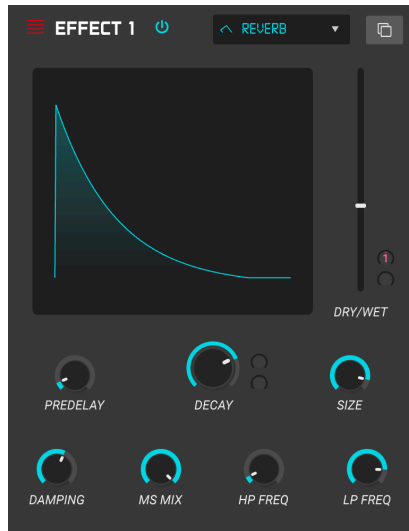 EFFECT 1
REVERB
1
DRY/WET
PREDELAY
DECAY
SIZE
DAMPING
MS MIX
HP FREQ
LP FREQ